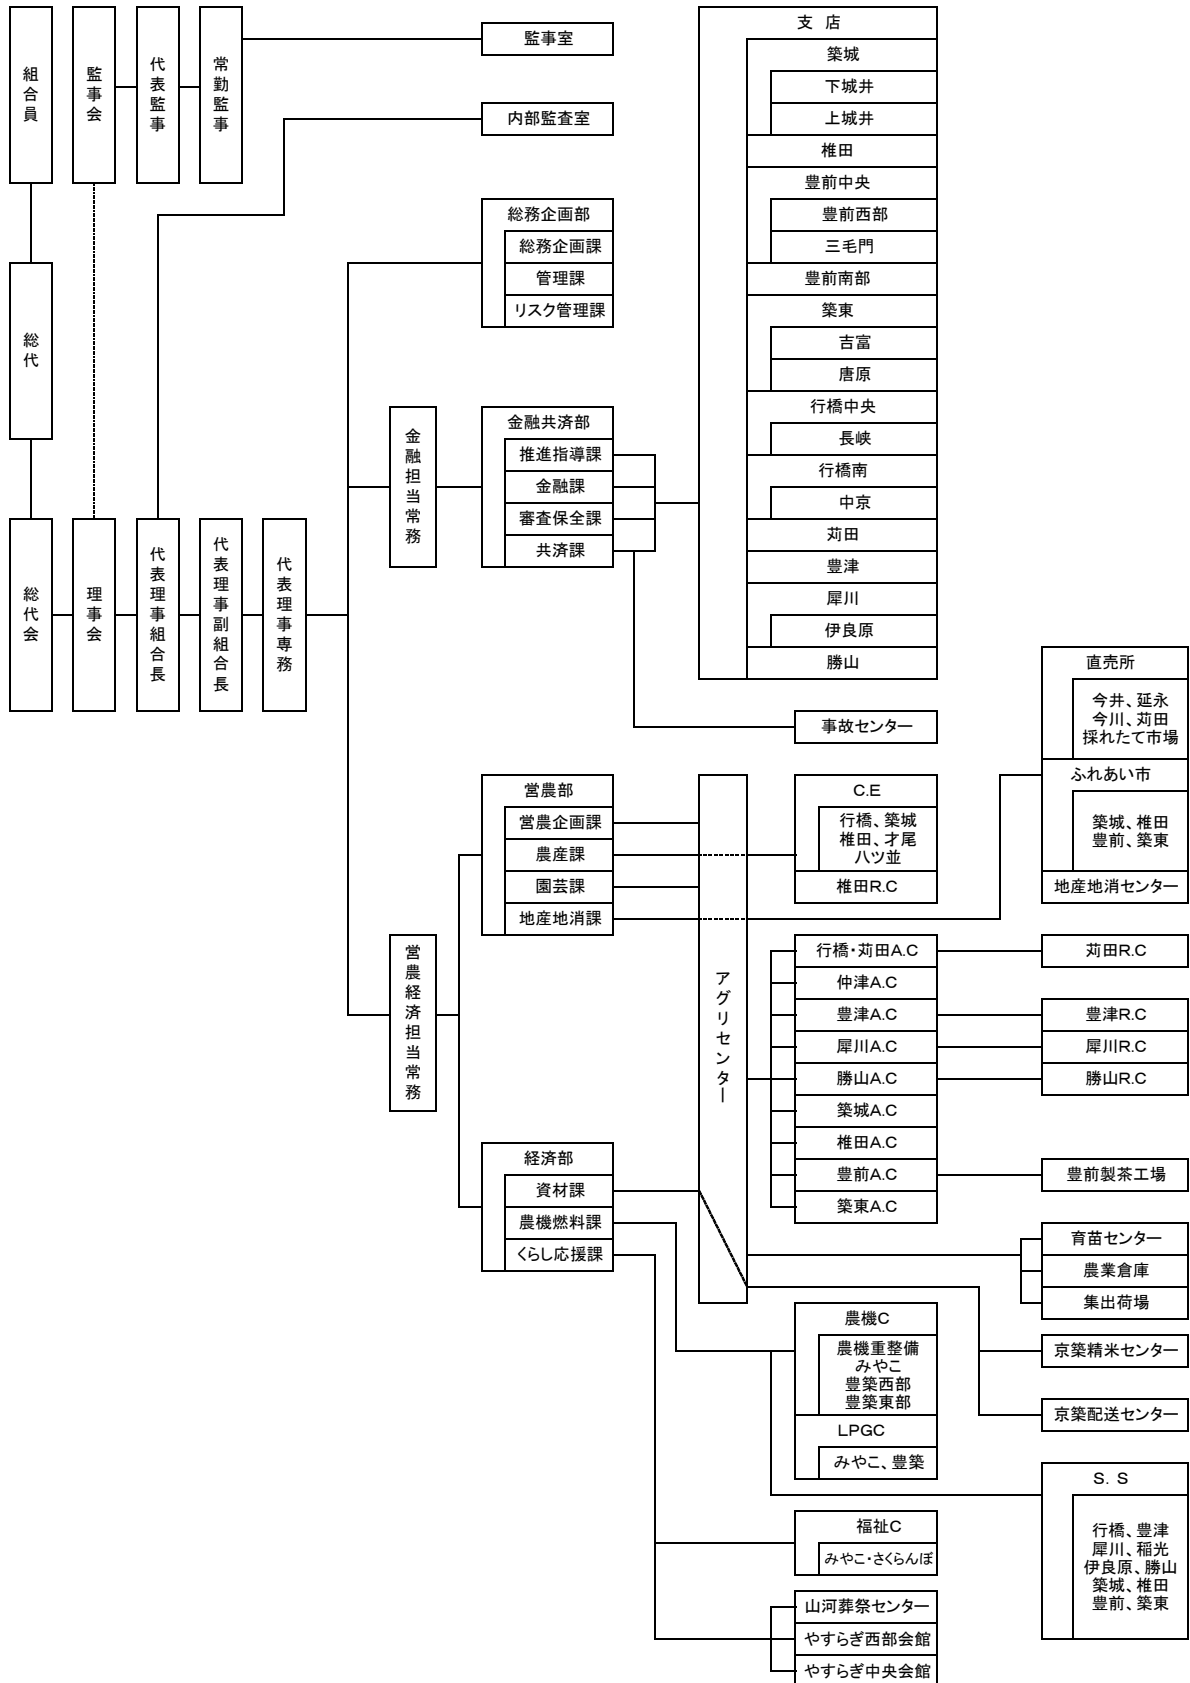 組合員
総代
総代会
監事会
理事会
代表監事
常勤監事
代表理事組合長
代表理事副組合長
代表理事専務
監事室
内部監査室
総務企画部
総務企画課
管理課
リスク管理課
金融担当常務
金融共済部
推進指導課
金融課
審査保全課
共済課
支 店
築城
下城井
上城井
椎田
豊前中央
豊前西部
三毛門
豊前南部
築東
吉富
唐原
行橋中央
長峡
行橋南
中京
苅田
豊津
犀川
伊良原
勝山
事故センター
営農経済担当常務
営農部
営農企画課
農産課
園芸課
地産地消課
経済部
資材課
農機燃料課
くらし応援課
アグリセンター
C.E
行橋、築城
椎田、才尾
八ツ並
椎田R.C
直売所
今井、延永
今川、苅田
採れたて市場
ふれあい市
築城、椎田
豊前、築東
地産地消センター
行橋・苅田A.C
仲津A.C
豊津A.C
犀川A.C
勝山A.C
築城A.C
椎田A.C
豊前A.C
築東A.C
苅田R.C
豊津R.C
犀川R.C
勝山R.C
豊前製茶工場
育苗センター
農業倉庫
集出荷場
京築精米センター
京築配送センター
農機C
農機重整備
みやこ
豊築西部
豊築東部
LPGC
みやこ、豊築
S. S
行橋、豊津
犀川、稲光
伊良原、勝山
築城、椎田
豊前、築東
福祉C
みやこ・さくらんぼ
山河葬祭センター
やすらぎ西部会館
やすらぎ中央会館